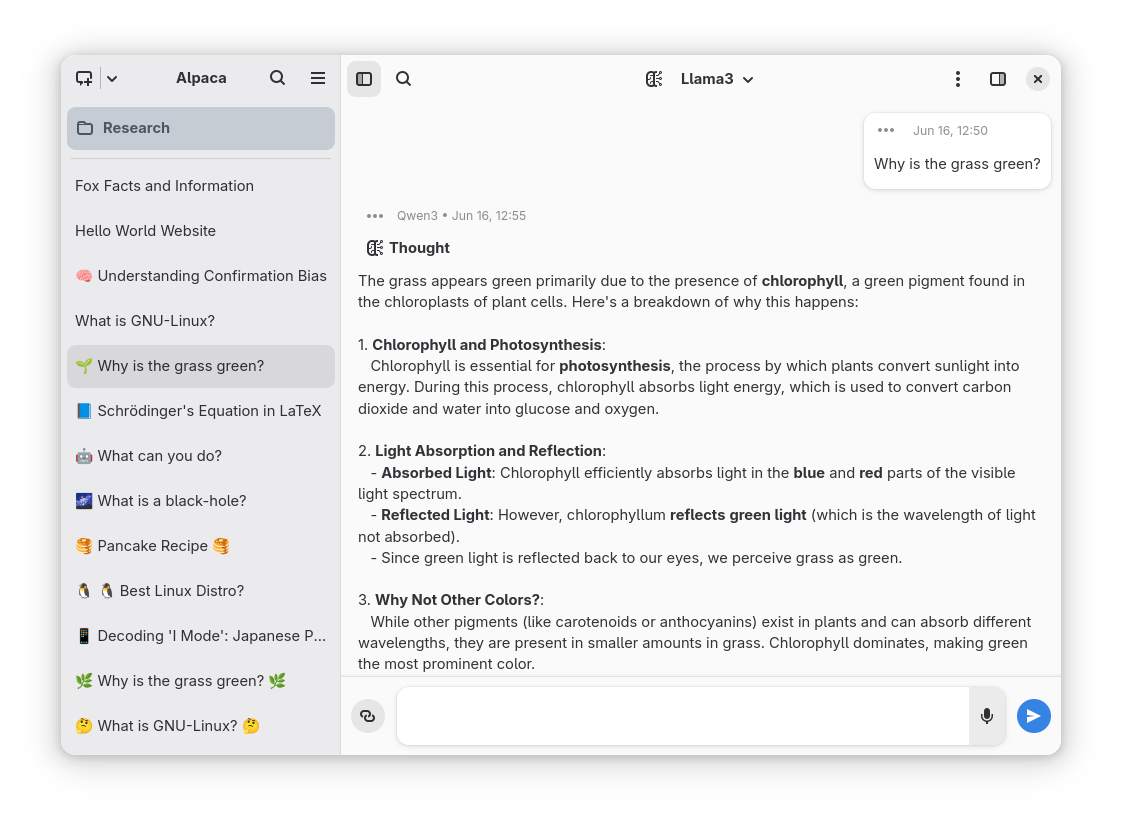 Alpaca
Research
Fox Facts and Information
Hello World Website
🧠 Understanding Confirmation Bias
What is GNU-Linux?
🌱 Why is the grass green?
📘 Schrödinger's Equation in LaTeX
🤖 What can you do?
🌌 What is a black-hole?
🥞 Pancake Recipe 🥞
🐧 🐧 Best Linux Distro?
📱 Decoding 'I Mode': Japanese P...
🌿 Why is the grass green? 🌿
🤔 What is GNU-Linux? 🤔
Llama3
Jun 16, 12:50
Why is the grass green?
Qwen3 • Jun 16, 12:55
Thought
The grass appears green primarily due to the presence of chlorophyll, a green pigment found in
the chloroplasts of plant cells. Here's a breakdown of why this happens:
1. Chlorophyll and Photosynthesis:
Chlorophyll is essential for photosynthesis, the process by which plants convert sunlight into
energy. During this process, chlorophyll absorbs light energy, which is used to convert carbon
dioxide and water into glucose and oxygen.
2. Light Absorption and Reflection:
- Absorbed Light: Chlorophyll efficiently absorbs light in the blue and red parts of the visible
light spectrum.
- Reflected Light: However, chlorophyllum reflects green light (which is the wavelength of light
not absorbed).
- Since green light is reflected back to our eyes, we perceive grass as green.
3. Why Not Other Colors?:
While other pigments (like carotenoids or anthocyanins) exist in plants and can absorb different
wavelengths, they are present in smaller amounts in grass. Chlorophyll dominates, making green
the most prominent color.